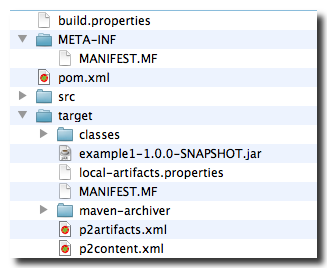 build.properties
META-INF
MANIFEST.MF
pom.xml
src
target
classes
example1-1.0.0-SNAPSHOT.jar
local-artifacts.properties
MANIFEST.MF
maven-archiver
p2artifacts.xml
p2content.xml